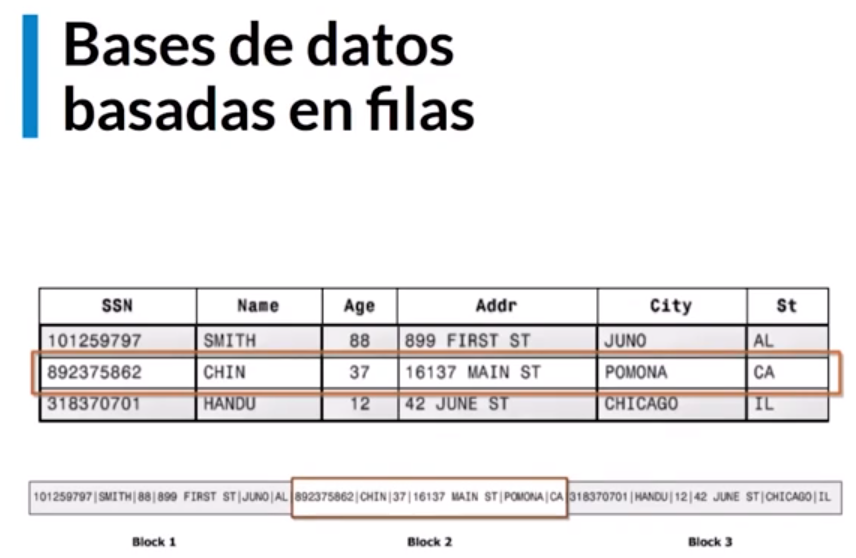 Bases de datos
basadas en filas
SSN Name Age Addr City St
101259797 SMITH 88 899 FIRST ST JUNO AL
892375862 CHIN 37 16137 MAIN ST POMONA CA
318370701 HANDU 12 42 JUNE ST CHICAGO IL
101259797|SMITH|88|899 FIRST ST|JUNO|AL 892375862|CHIN|37|16137 MAIN ST|POMONA|CA 318370701|HANDU|12|42 JUNE ST|CHICAGO|IL
Block 1 Block 2 Block 3